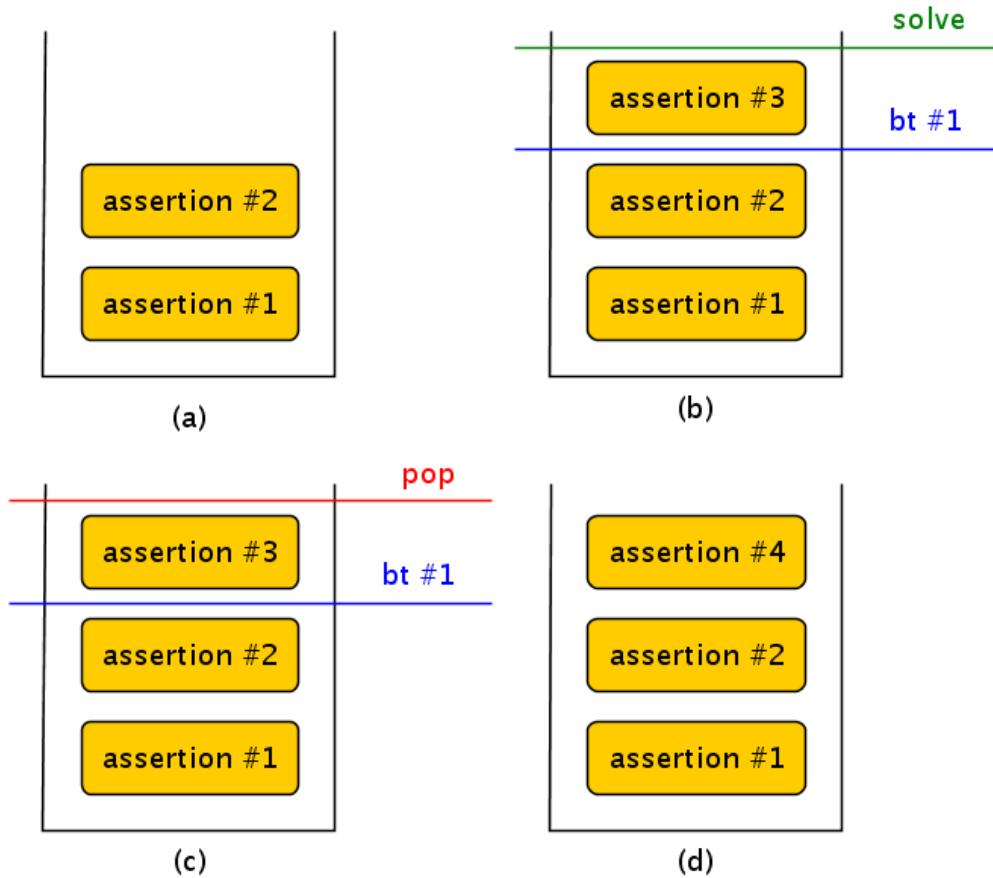 solve
assertion #3
bt #1
assertion #2
assertion #2
assertion #1
assertion #1
(a)
(b)
pop
assertion #3
assertion #4
bt #1
assertion #2
assertion #2
assertion #1
assertion #1
(c)
(d)